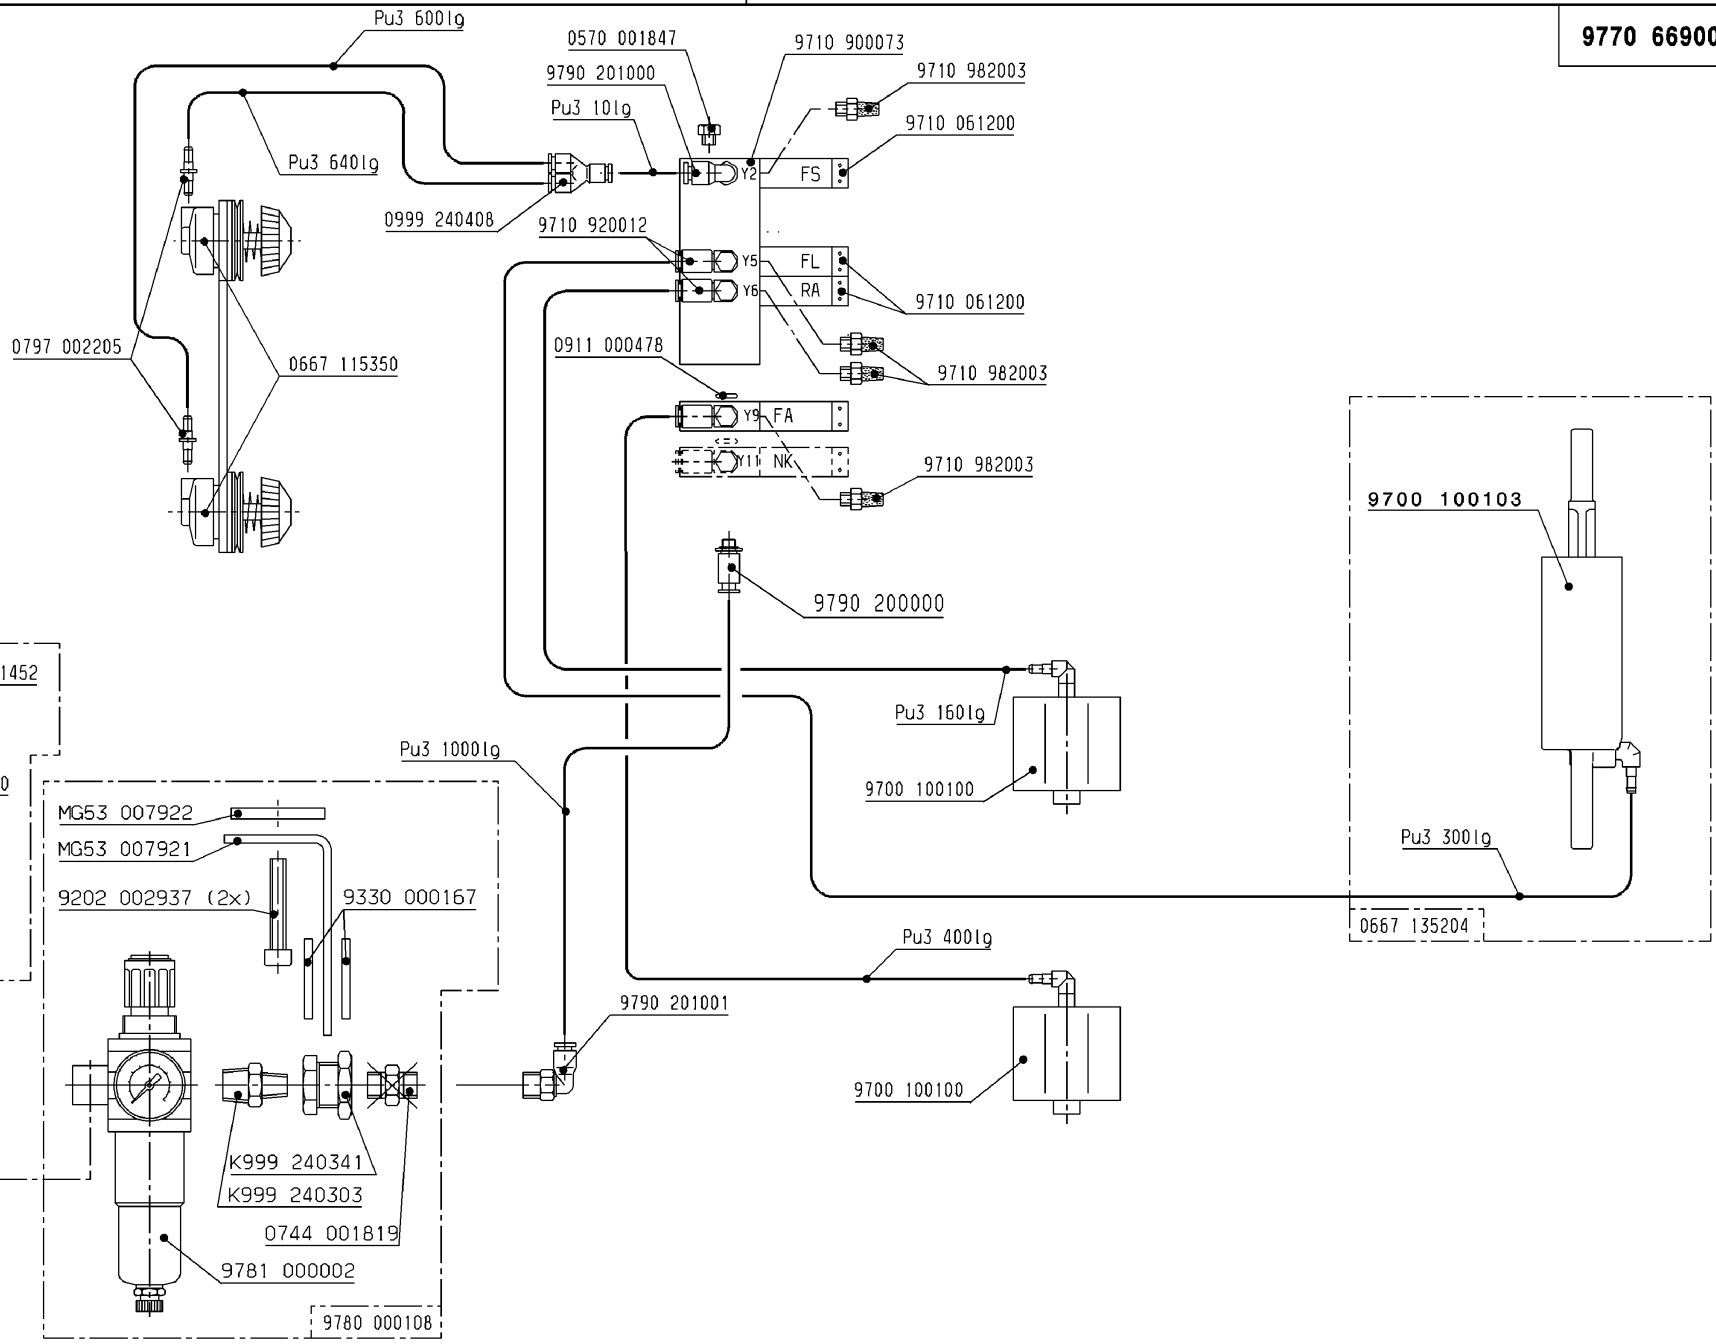 Pu3 600lg
0570 001847
9710 900073
9770 66900
9790 201000
9710 982003
Pu3 10lg
9710 061200
Pu3 640lg
Y2
FS
0999 240408
9710 920012
Y5
FL
Y6
RA
9710 061200
0797 002205
0667 115350
0911 000478
9710 982003
Y9
FA
Y11
NK
9710 982003
9700 100103
9790 200000
1452
Pu3 160lg
Pu3 1000lg
0
9700 100100
MG53 007922
MG53 007921
Pu3 300lg
9202 002937 (2x)
9330 000167
0667 135204
Pu3 400lg
9790 201001
9700 100100
K999 240341
K999 240303
0744 001819
9781 000002
9780 000108